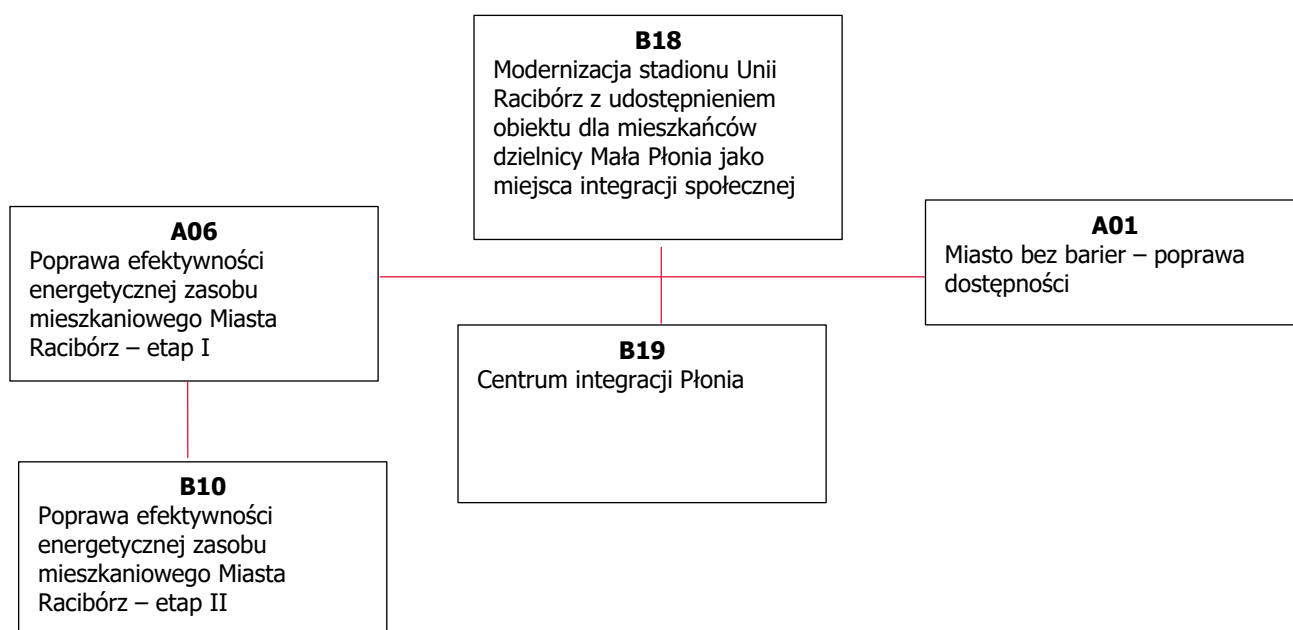 B18
Modernizacja stadionu Unii
Racibórz z udostępnieniem
obiektu dla mieszkańców
dzielnicy Mała Płonia jako
miejsca integracji społecznej
A06
Poprawa efektywności
energetycznej zasobu
mieszkaniowego Miasta
Racibórz – etap I
A01
Miasto bez barier – poprawa
dostępności
B19
Centrum integracji Płonia
B10
Poprawa efektywności
energetycznej zasobu
mieszkaniowego Miasta
Racibórz – etap II